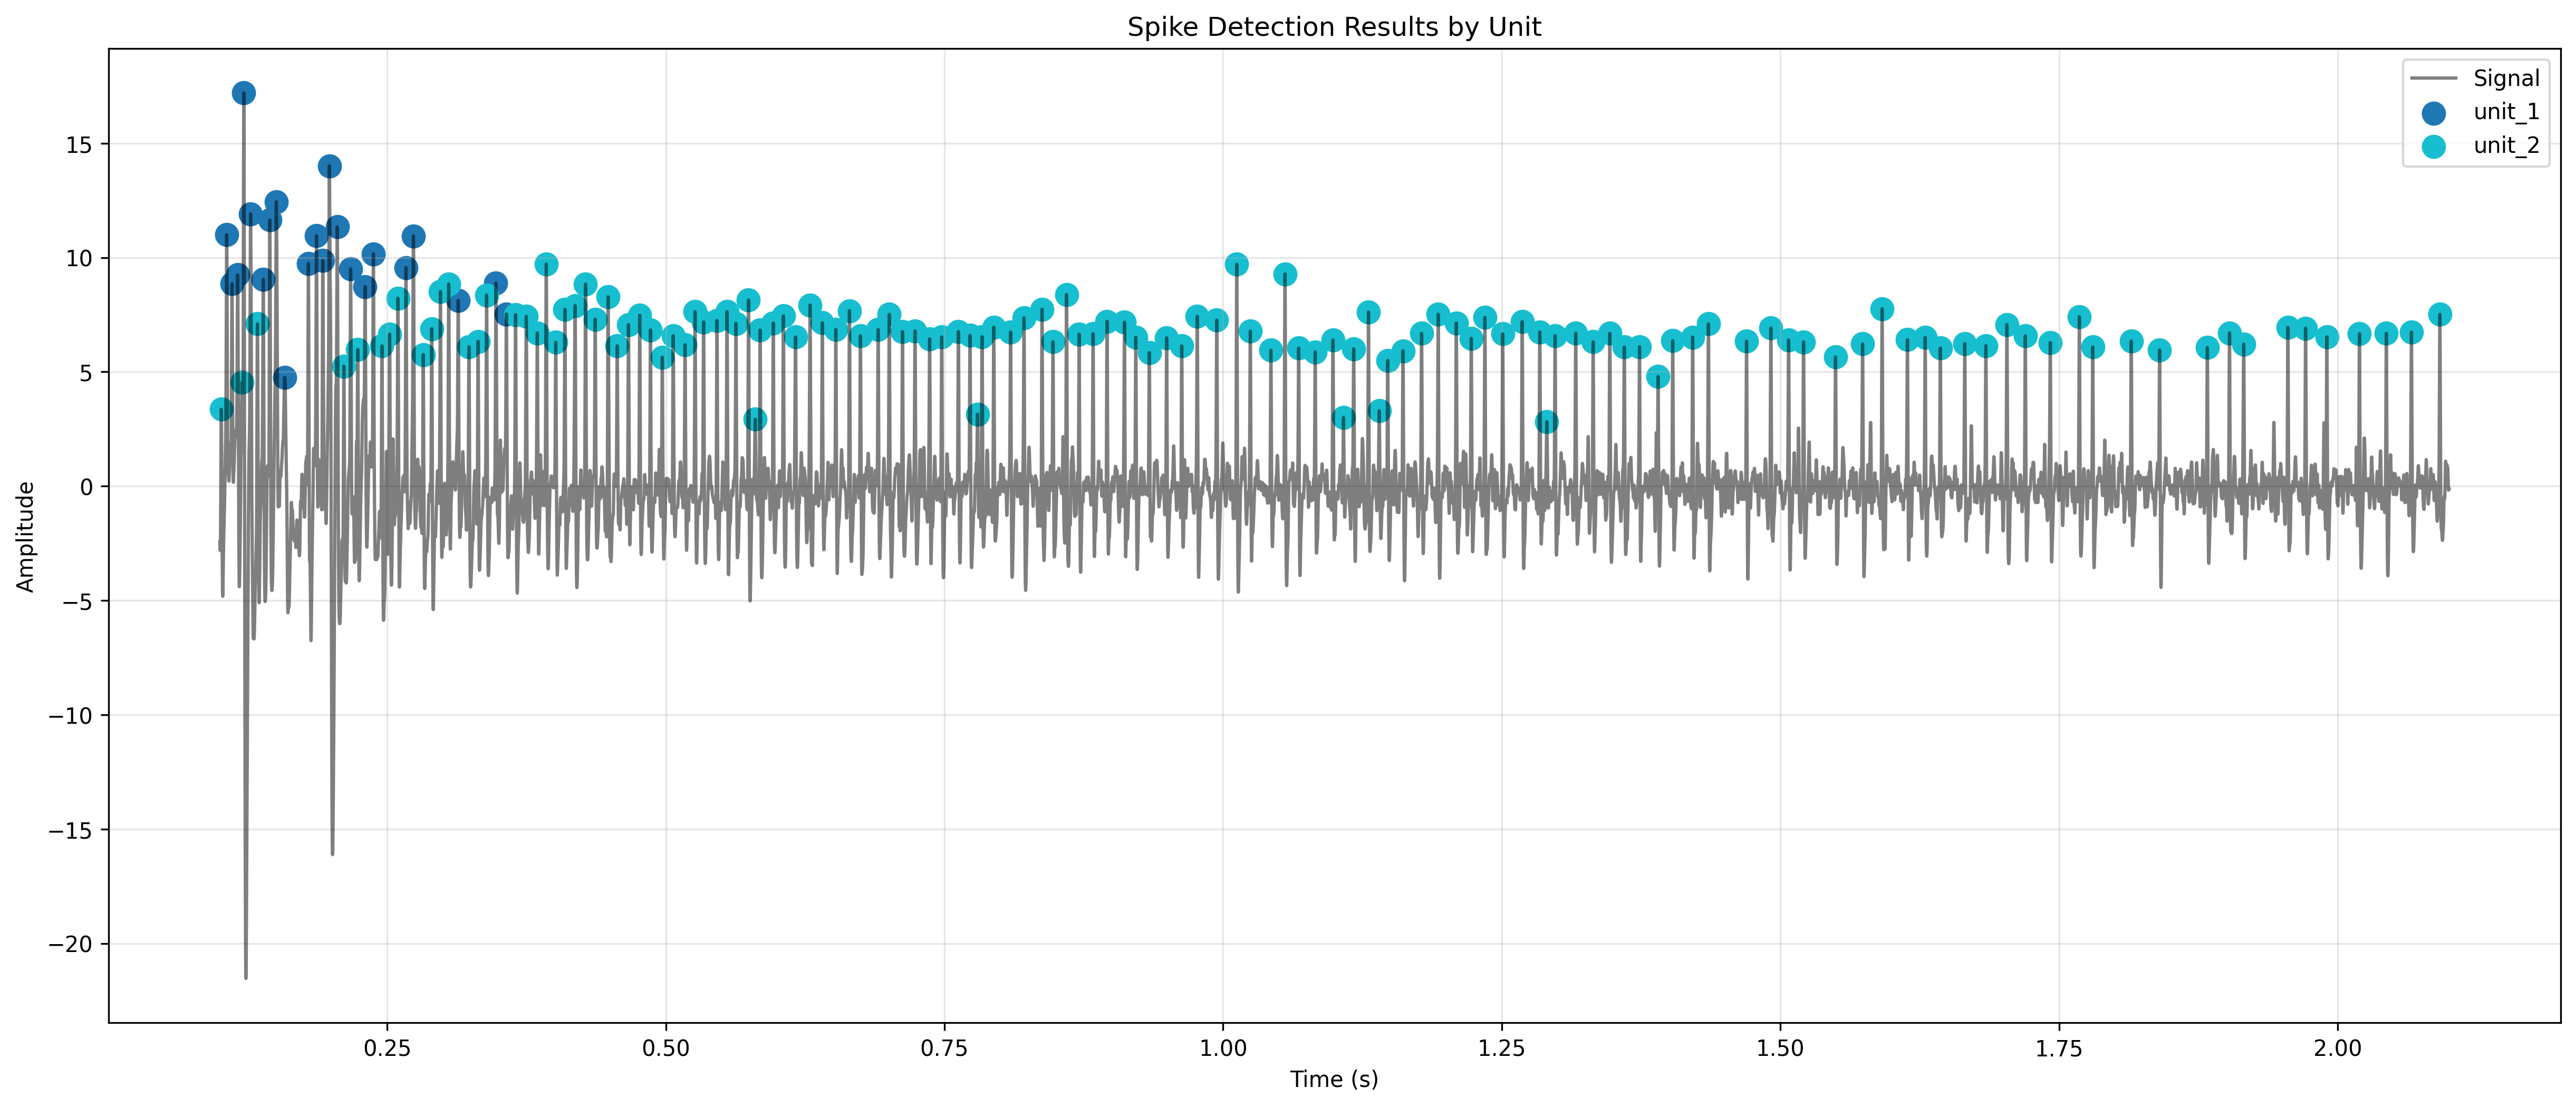 Spike Detection Results by Unit
Signal
unit_1
unit_2
15
10
5
0
−5
−10
−15
−20
Amplitude
0.25 0.50 0.75 1.00 1.25 1.50 1.75 2.00
Time (s)